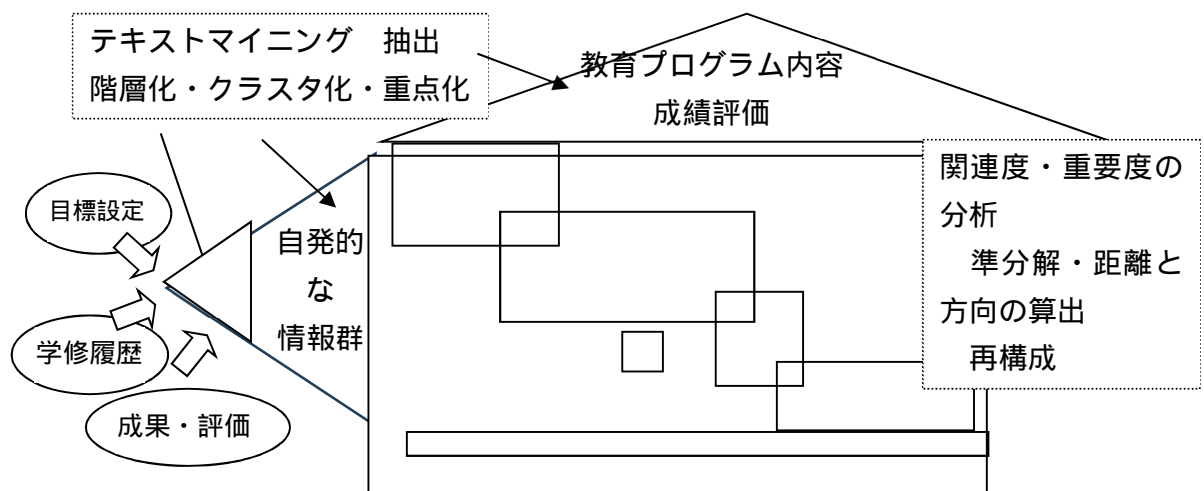 テキストマイニング　抽出
階層化・クラスタ化・重点化
教育プログラム内容
成績評価
関連度・重要度の
分析
準分解・距離と
方向の算出
再構成
目標設定
自発的
な
情報群
学修履歴
成果・評価